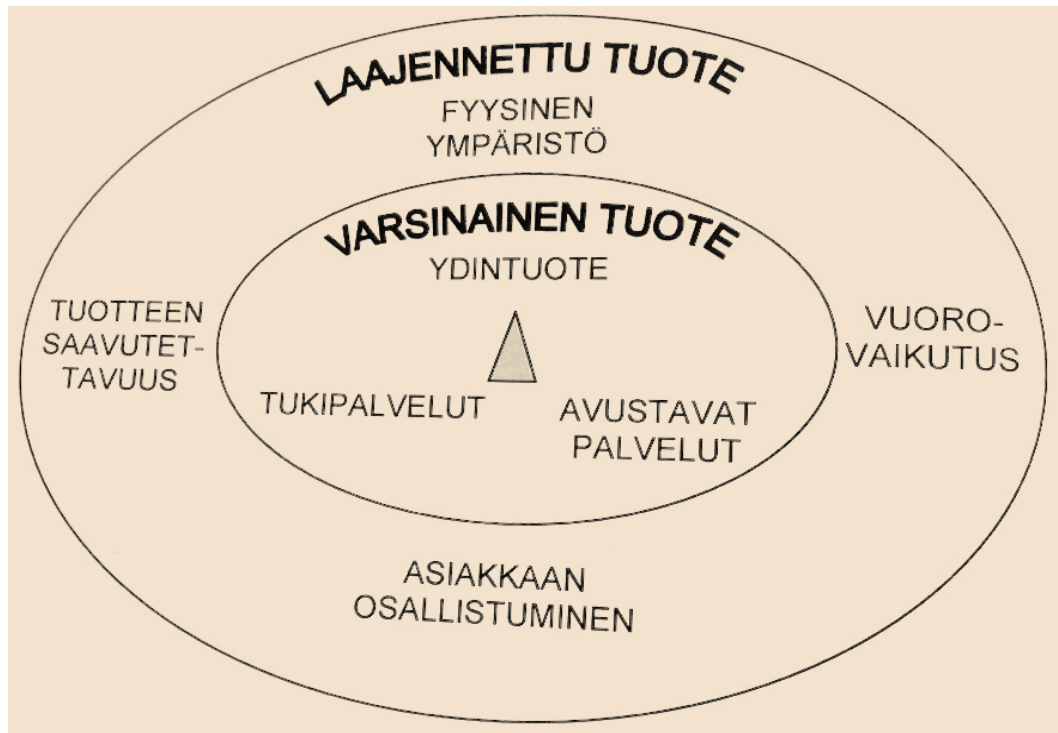 LAAJENNETTU TUOTE
FYYSINEN
YMPÄRISTÖ
VARSINAINEN TUOTE
YDINTUOTE
TUOTTEEN
SAAVUTET-
TAVUUS
VUORO-
VAIKUTUS
TUKIPALVELUT
AVUSTAVAT
PALVELUT
ASIAKKAAN
OSALLISTUMINEN